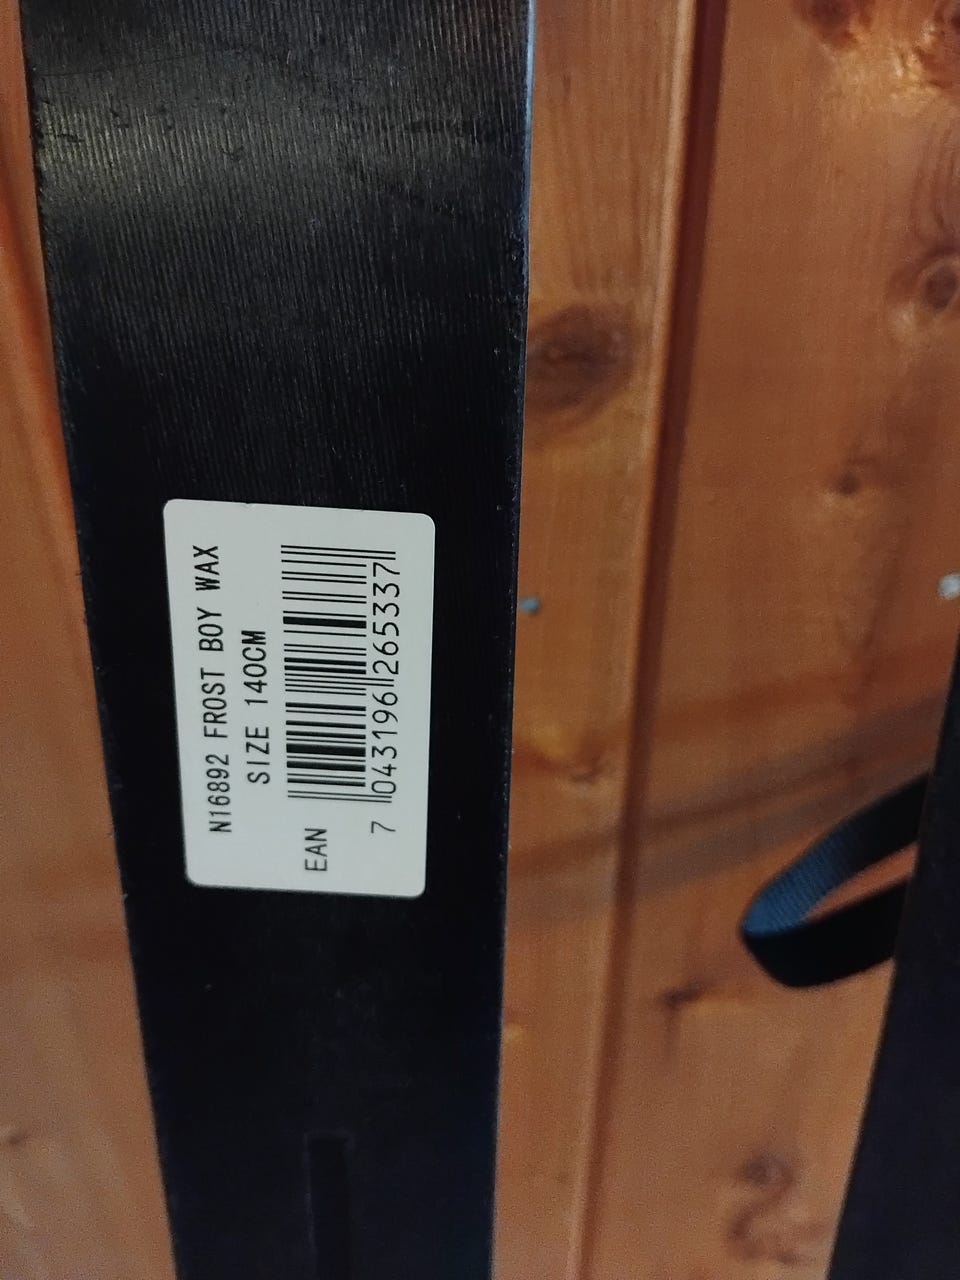 N16892 FROST BOY WAX
SIZE 140CM
EAN
7 043196 265337